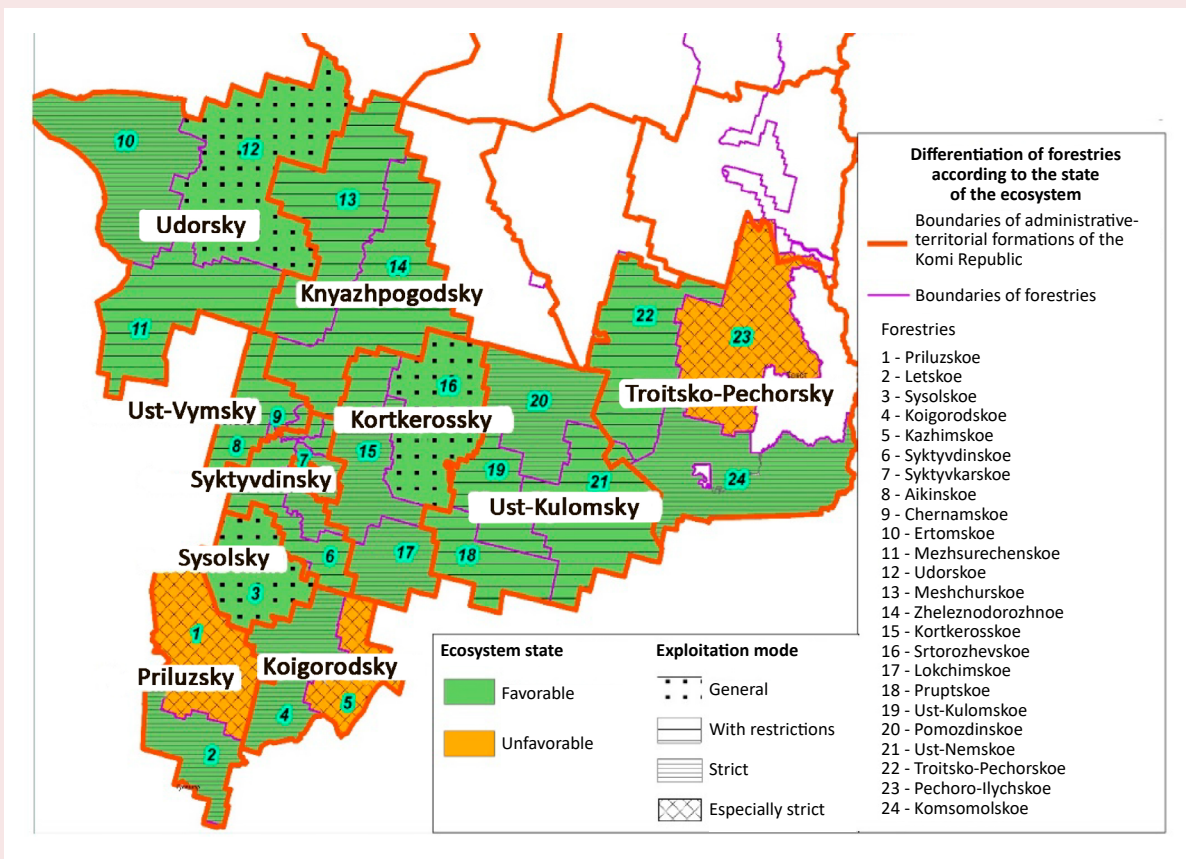 10
12
13
Udorsky
14
Knyazhpogodsky
11
22
23
16
20
Troitsko-Pechorsky
Ust-Vymsky
9
Kortkerossky
8
7
15
19
Syktyvdinsky
21
24
Ust-Kulomsky
Sysolsky
6
17
18
3
1
Koigorodsky
Priluzsky
5
4
2
Differentiation of forestries
according to the state
of the ecosystem
Boundaries of administrative-
territorial formations of the
Komi Republic
Boundaries of forestries
Forestries
1 - Priluzskoe
2 - Letskoe
3 - Sysolskoe
4 - Koigorodskoe
5 - Kazhimskoe
6 - Syktyvdinskoe
7 - Syktyvkarskoe
8 - Aikinskoe
9 - Chernamskoe
10 - Ertomskoe
11 - Mezhsurechenskoe
12 - Udorskoe
13 - Meshchurskoe
14 - Zheleznodorozhnoe
15 - Kortkerosskoe
16 - Srtorozhevskoe
17 - Lokchimskoe
18 - Pruptskoe
19 - Ust-Kulomskoe
20 - Pomozdinskoe
21 - Ust-Nemskoe
22 - Troitsko-Pechorskoe
23 - Pechoro-Ilychskoe
24 - Komsomolskoe
Ecosystem state
Favorable
Unfavorable
Exploitation mode
General
With restrictions
Strict
Especially strict